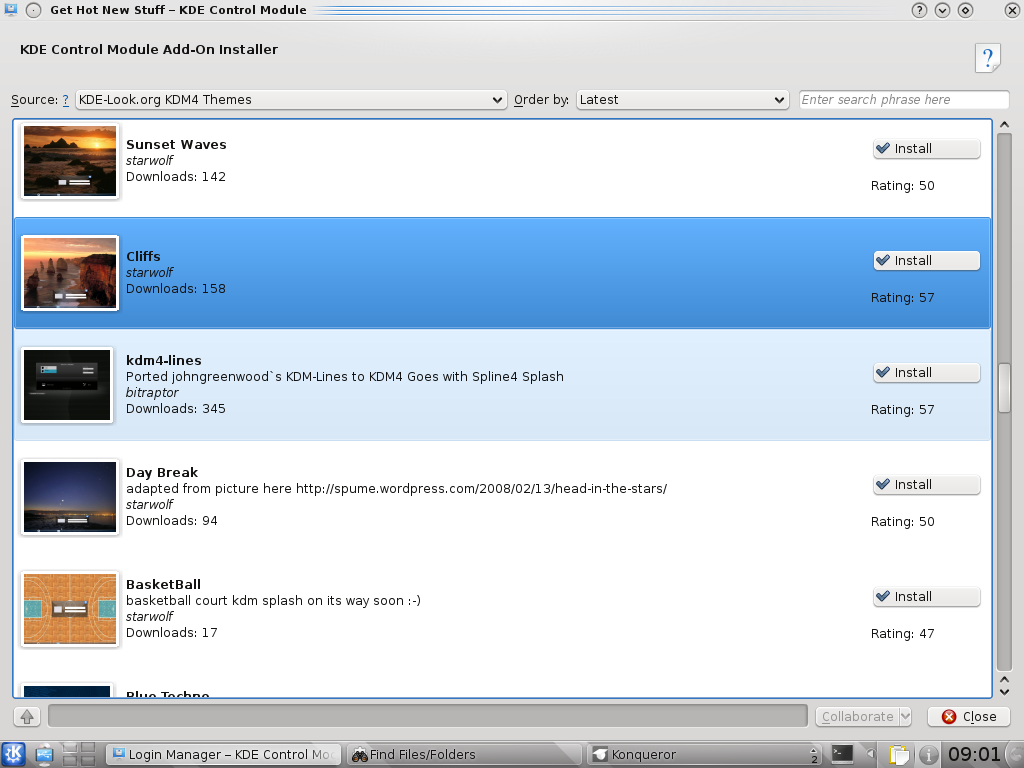 Get Hot New Stuff – KDE Control Module
KDE Control Module Add-On Installer
Source: ? KDE-Look.org KDM4 Themes Order by: Latest Enter search phrase here
Sunset Waves
starwolf
Downloads: 142
Install
Rating: 50
Cliffs
starwolf
Downloads: 158
Install
Rating: 57
kdm4-lines
Ported johngreenwood`s KDM-Lines to KDM4 Goes with Spline4 Splash
bitraptor
Downloads: 345
Install
Rating: 57
Day Break
adapted from picture here http://spume.wordpress.com/2008/02/13/head-in-the-stars/
starwolf
Downloads: 94
Install
Rating: 50
BasketBall
basketball court kdm splash on its way soon :-)
starwolf
Downloads: 17
Install
Rating: 47
Blue Techno
Collaborate Close
Login Manager – KDE Control Mo Find Files/Folders Konqueror 2 09:01